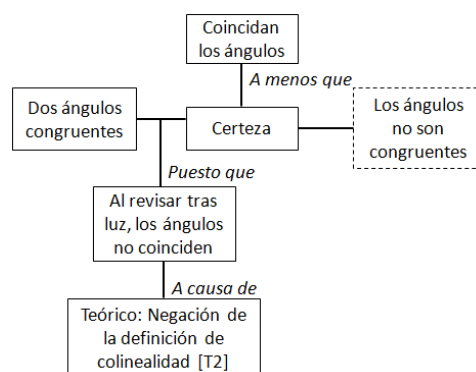 Coincidan
los ángulos
A menos que
Dos ángulos
congruentes
Certeza
Los ángulos
no son
congruentes
Puesto que
Al revisar tras
luz, los ángulos
no coinciden
A causa de
Teórico: Negación de
la definición de
colinealidad [T2]